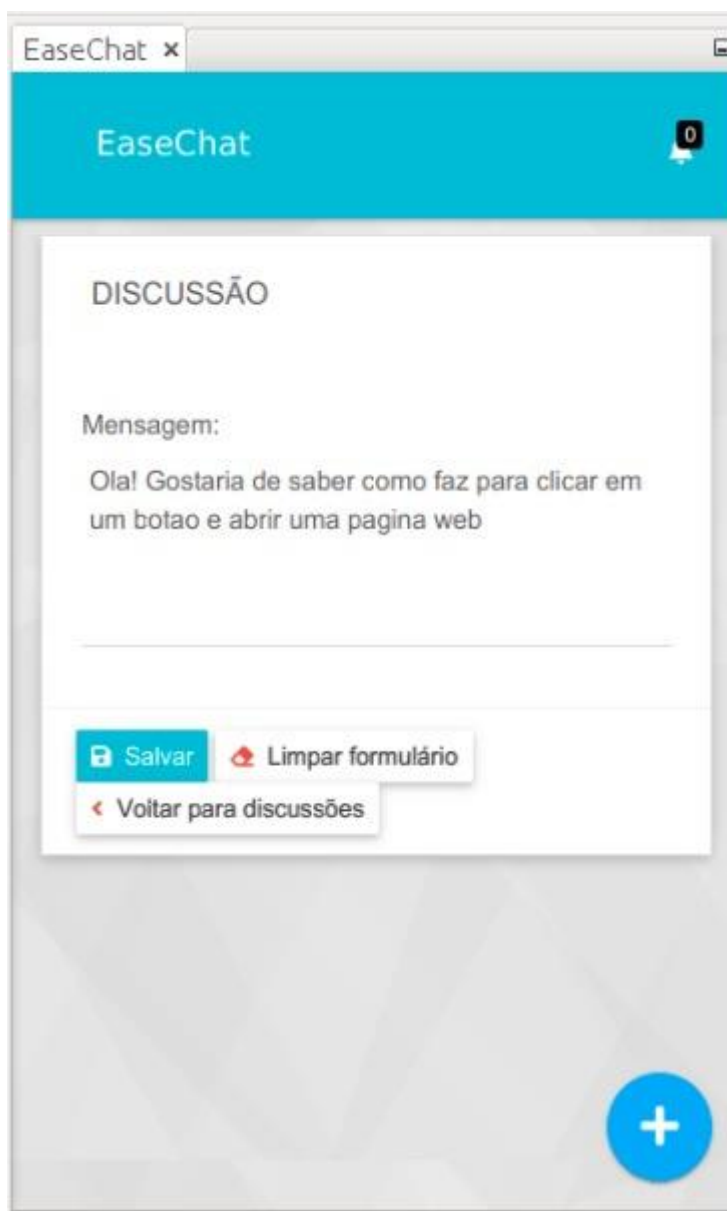 EaseChat ×
EaseChat
0
DISCUSSÃO
Mensagem:
Ola! Gostaria de saber como faz para clicar em
um botao e abrir uma pagina web
Salvar
Limpar formulário
Voltar para discussões